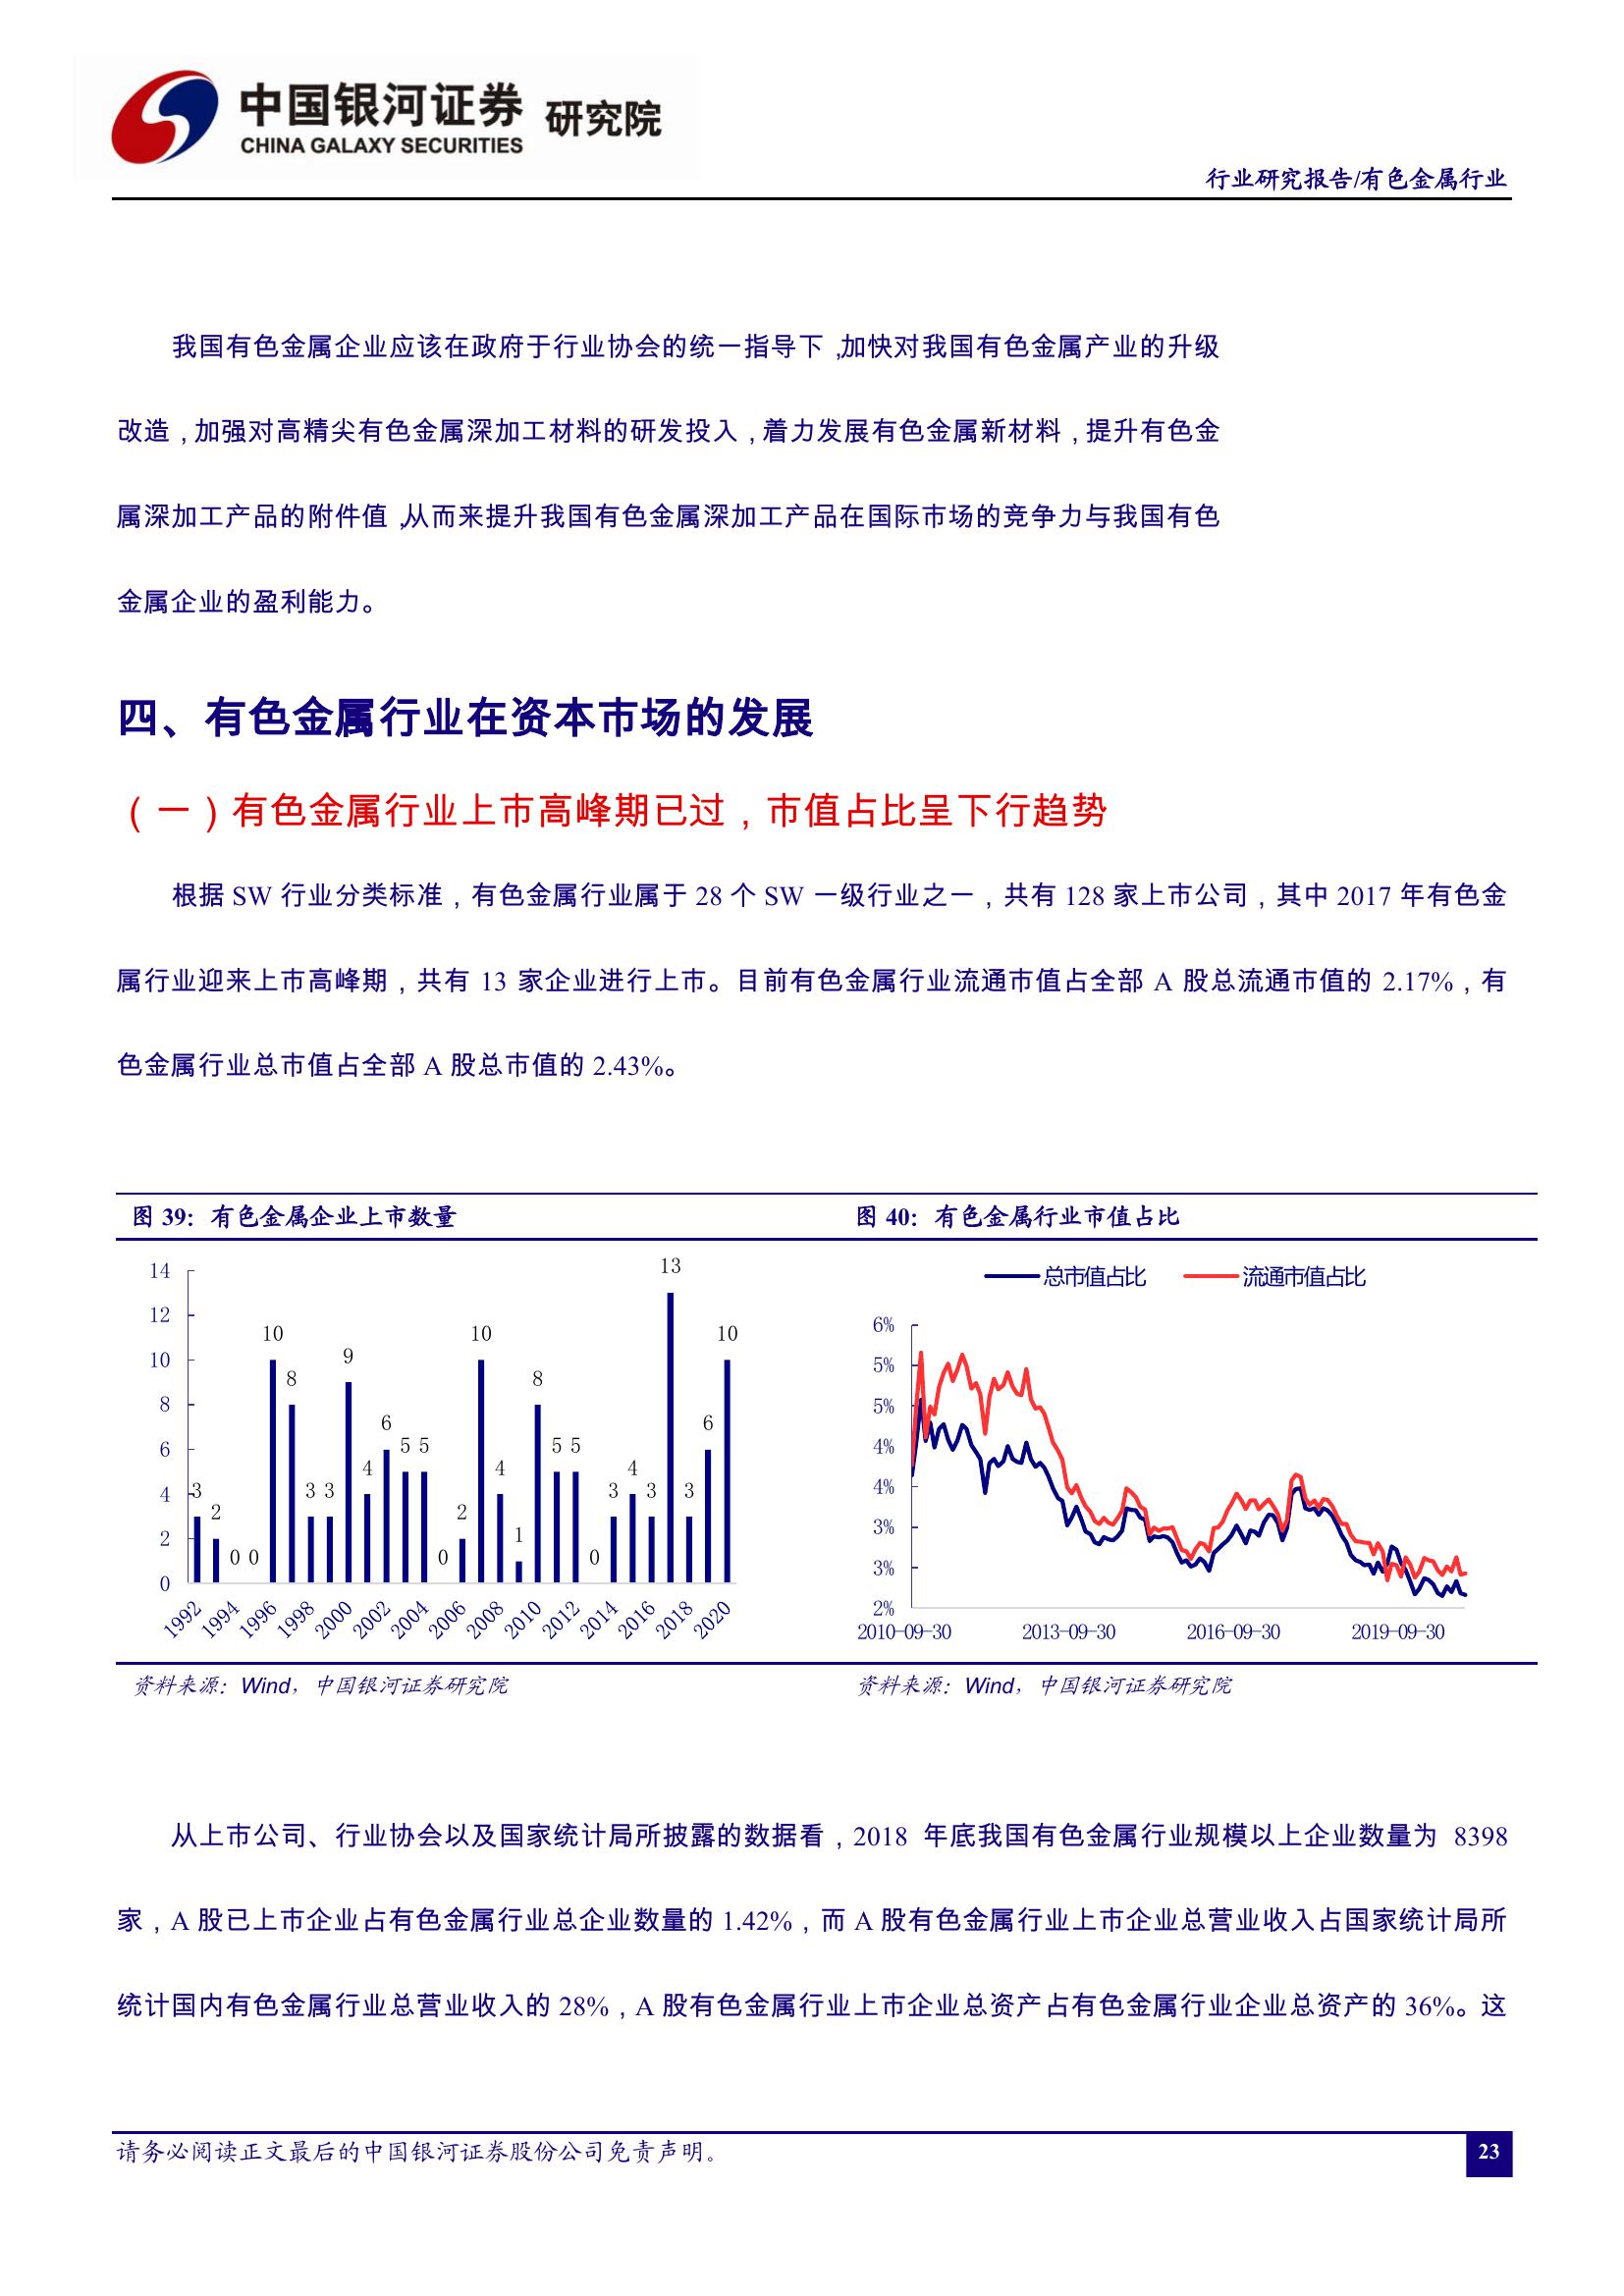 中国银河证券 研究院
CHINA GALAXY SECURITIES
行业研究报告/有色金属行业
我国有色金属企业应该在政府于行业协会的统一指导下，加快对我国有色金属产业的升级
改造，加强对高精尖有色金属深加工材料的研发投入，着力发展有色金属新材料，提升有色金
属深加工产品的附件值，从而来提升我国有色金属深加工产品在国际市场的竞争力与我国有色
金属企业的盈利能力。
四、有色金属行业在资本市场的发展
（一）有色金属行业上市高峰期已过，市值占比呈下行趋势
根据 SW 行业分类标准，有色金属行业属于 28 个 SW 一级行业之一，共有 128 家上市公司，其中 2017 年有色金
属行业迎来上市高峰期，共有 13 家企业进行上市。目前有色金属行业流通市值占全部 A 股总流通市值的 2.17%，有
色金属行业总市值占全部 A 股总市值的 2.43%。
图 39：有色金属企业上市数量
14
12
10
8
6
4
2
0
3 2 0 0 10 8 3 3 9 4 6 5 5 0 2 10 4 1 8 5 5 0 3 4 3 13 3 6 10
1992 1994 1996 1998 2000 2002 2004 2006 2008 2010 2012 2014 2016 2018 2020
资料来源：Wind，中国银河证券研究院
图 40：有色金属行业市值占比
总市值占比 流通市值占比
6%
5%
5%
4%
4%
3%
3%
2%
2010-09-30 2013-09-30 2016-09-30 2019-09-30
资料来源：Wind，中国银河证券研究院
从上市公司、行业协会以及国家统计局所披露的数据看，2018 年底我国有色金属行业规模以上企业数量为 8398
家，A 股已上市企业占有色金属行业总企业数量的 1.42%，而 A 股有色金属行业上市企业总营业收入占国家统计局所
统计国内有色金属行业总营业收入的 28%，A 股有色金属行业上市企业总资产占有色金属行业企业总资产的 36%。这
请务必阅读正文最后的中国银河证券股份公司免责声明。
23